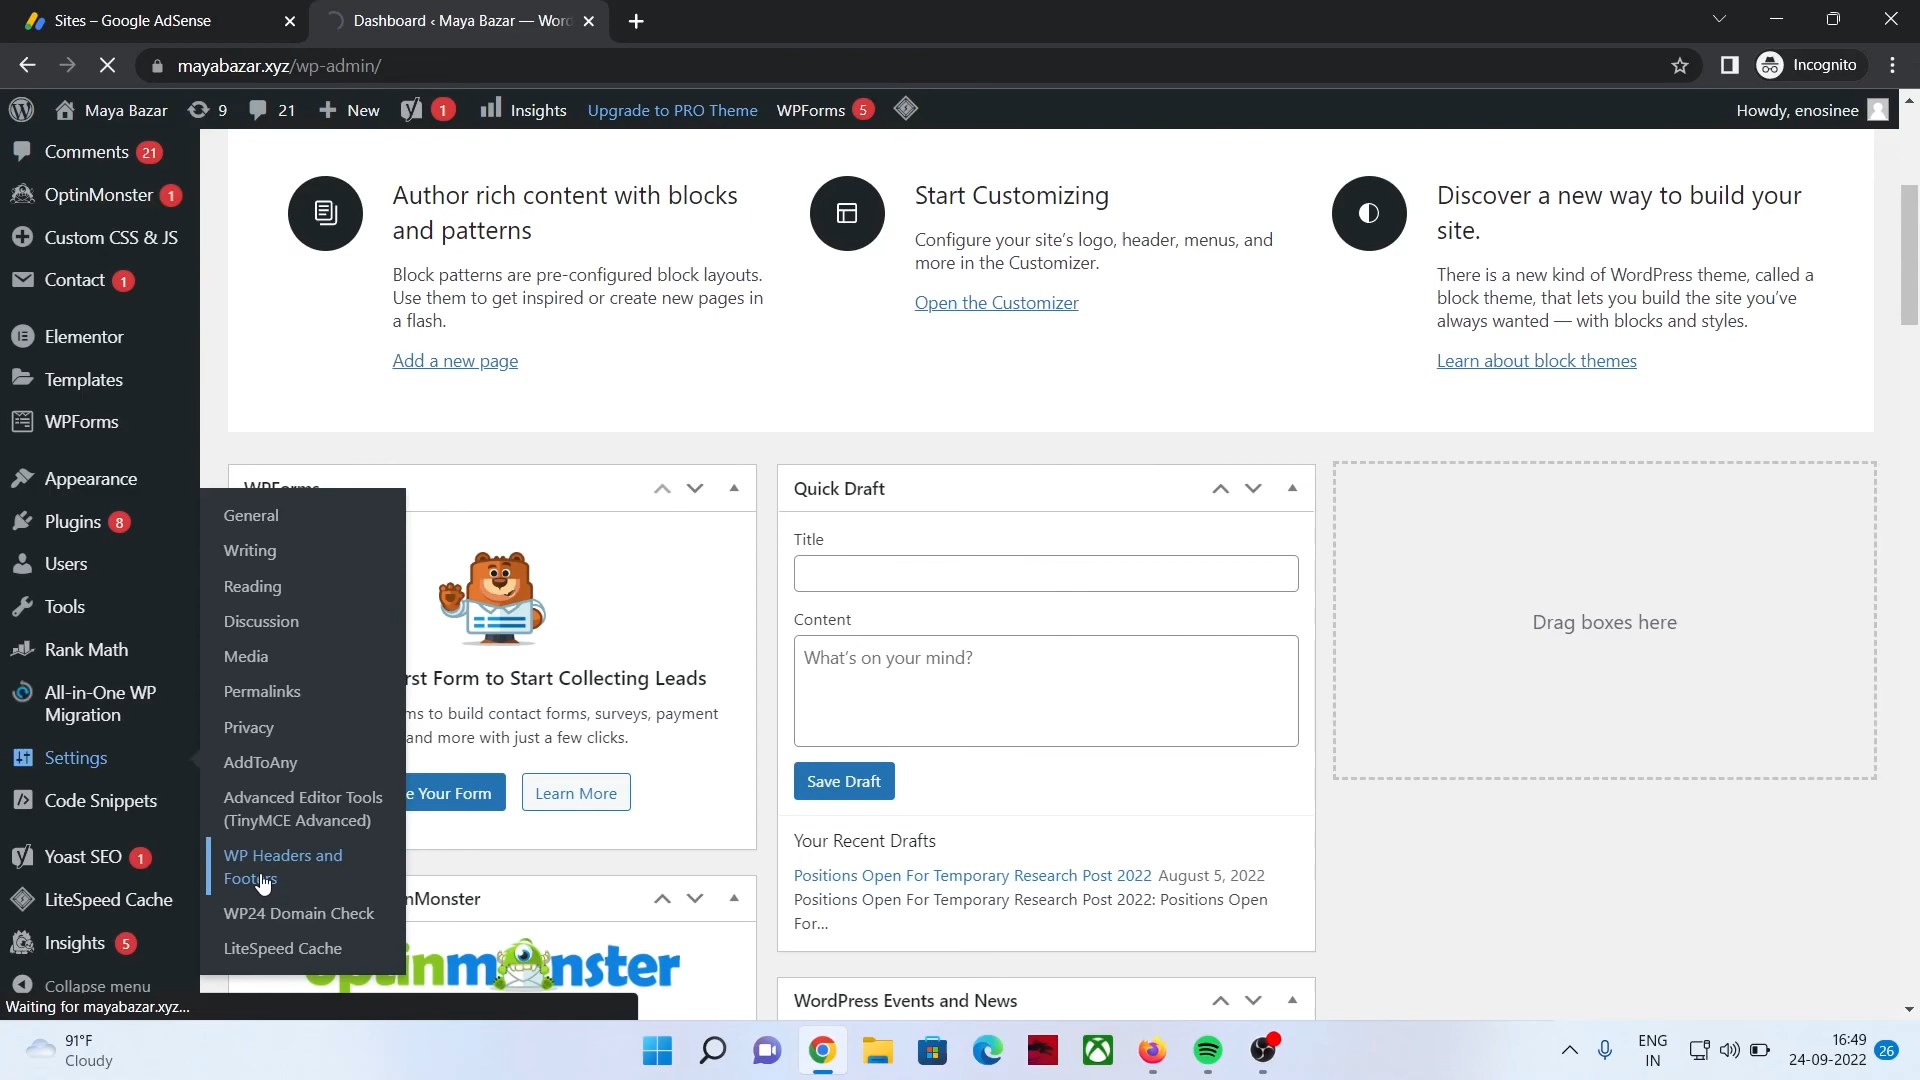 Sites – Google AdSense
Dashboard ‹ Maya Bazar — Word
mayabazar.xyz/wp-admin/
Incognito
Maya Bazar
9
21
New
1
Insights
Upgrade to PRO Theme
WPForms 5
Howdy, enosinee
Comments 21
OptinMonster 1
Custom CSS & JS
Contact 1
Elementor
Templates
WPForms
Appearance
Plugins 8
Users
Tools
Rank Math
All-in-One WP
Migration
Settings
Code Snippets
Yoast SEO 1
LiteSpeed Cache
Insights 5
Collapse menu
Waiting for mayabazar.xyz...
General
Writing
Reading
Discussion
Media
Permalinks
Privacy
AddToAny
Advanced Editor Tools
(TinyMCE Advanced)
WP Headers and
Footers
WP24 Domain Check
LiteSpeed Cache
Author rich content with blocks
and patterns
Block patterns are pre-configured block layouts.
Use them to get inspired or create new pages in
a flash.
Add a new page
Start Customizing
Configure your site's logo, header, menus, and
more in the Customizer.
Open the Customizer
Discover a new way to build your
site.
There is a new kind of WordPress theme, called a
block theme, that lets you build the site you've
always wanted — with blocks and styles.
Learn about block themes
WPForms
rst Form to Start Collecting Leads
ms to build contact forms, surveys, payment
and more with just a few clicks.
e Your Form
Learn More
nMonster
optinmonster
Quick Draft
Title
Content
What's on your mind?
Save Draft
Your Recent Drafts
Positions Open For Temporary Research Post 2022 August 5, 2022
Positions Open For Temporary Research Post 2022: Positions Open
For...
WordPress Events and News
Drag boxes here
91°F
Cloudy
ENG
IN
16:49
24-09-2022
26